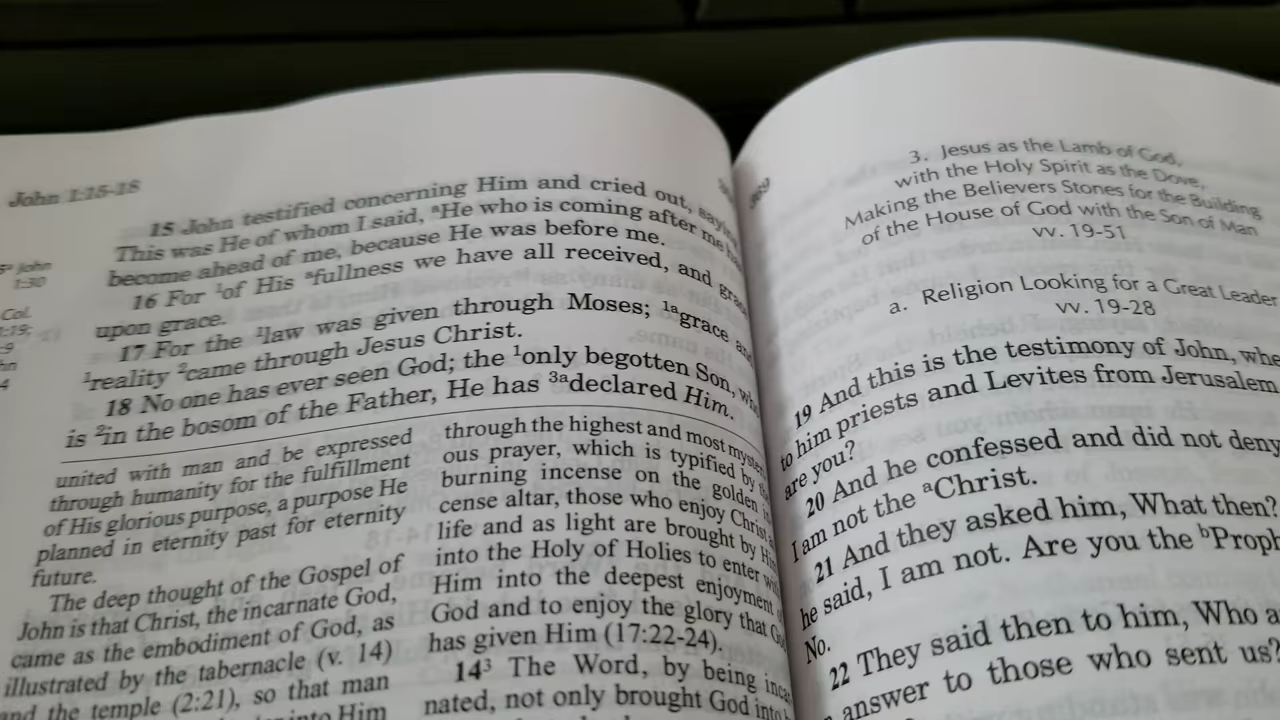 John 1:15-18
15 John testified concerning Him and cried out,
This was He of whom I said, ᵃHe who is coming after me
become ahead of me, because He was before me.
16 For ¹of His ᵃfullness we have all received, and
upon grace.
17 For the ¹law was given through Moses; ¹ᵃgrace
¹reality ²came through Jesus Christ.
18 No one has ever seen God; the ¹only begotten Son,
is ²in the bosom of the Father, He has ³ᵃdeclared Him.
John
1:30
Col.
united with man and be expressed
through humanity for the fulfillment
of His glorious purpose, a purpose He
planned in eternity past for eternity
future.
The deep thought of the Gospel of
John is that Christ, the incarnate God,
came as the embodiment of God, as
illustrated by the tabernacle (v. 14)
and the temple (2:21), so that man
into Him
through the highest and most
ous prayer, which is typified by
burning incense on the golden
cense altar, those who enjoy Christ
life and as light are brought by
into the Holy of Holies to enter
Him into the deepest enjoyment
God and to enjoy the glory that
has given Him (17:22-24).
14³ The Word, by being
nated, not only brought God into
3. Jesus as the Lamb of God,
with the Holy Spirit as the Dove,
Making the Believers Stones for the Building
of the House of God with the Son of Man
vv. 19-51
a. Religion Looking for a Great Leader
vv. 19-28
19 And this is the testimony of John,
to him priests and Levites from Jerusalem
are you?
20 And he confessed and did not deny
I am not the ᵃChrist.
21 And they asked him, What then?
he said, I am not. Are you the ᵇProph
No.
22 They said then to him, Who a
answer to those who sent us?